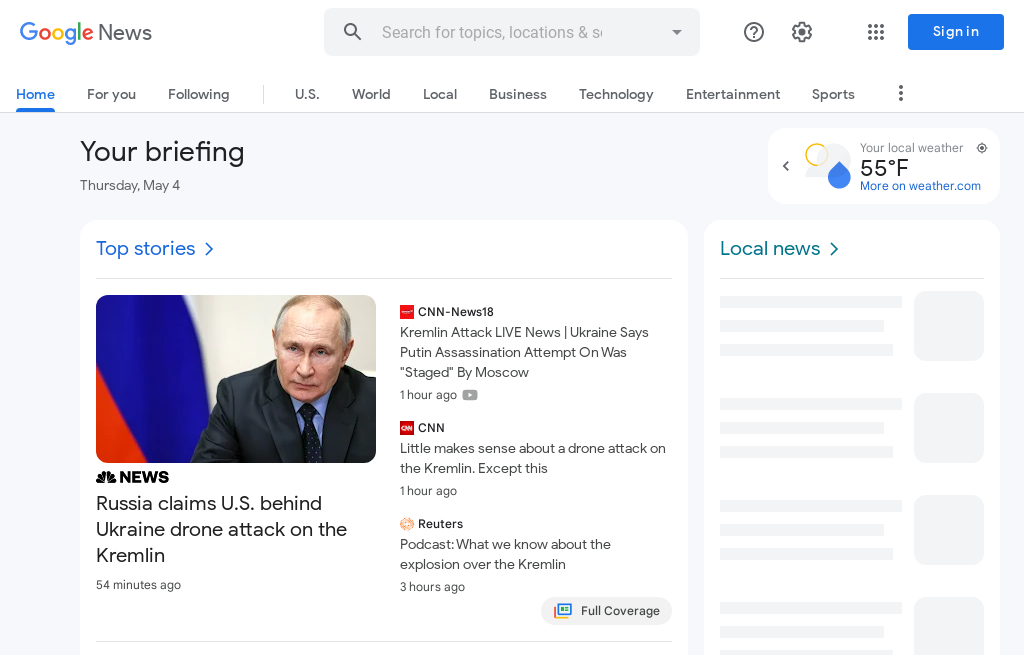 Google News
Search for topics, locations & so
Sign in
Home
For you
Following
U.S.
World
Local
Business
Technology
Entertainment
Sports
Your briefing
Thursday, May 4
Your local weather
55°F
More on weather.com
Top stories
NEWS
Russia claims U.S. behind
Ukraine drone attack on the
Kremlin
54 minutes ago
CNN-News18
Kremlin Attack LIVE News | Ukraine Says
Putin Assassination Attempt On Was
"Staged" By Moscow
1 hour ago
CNN
CNN
Little makes sense about a drone attack on
the Kremlin. Except this
1 hour ago
Reuters
Podcast: What we know about the
explosion over the Kremlin
3 hours ago
Full Coverage
Local news